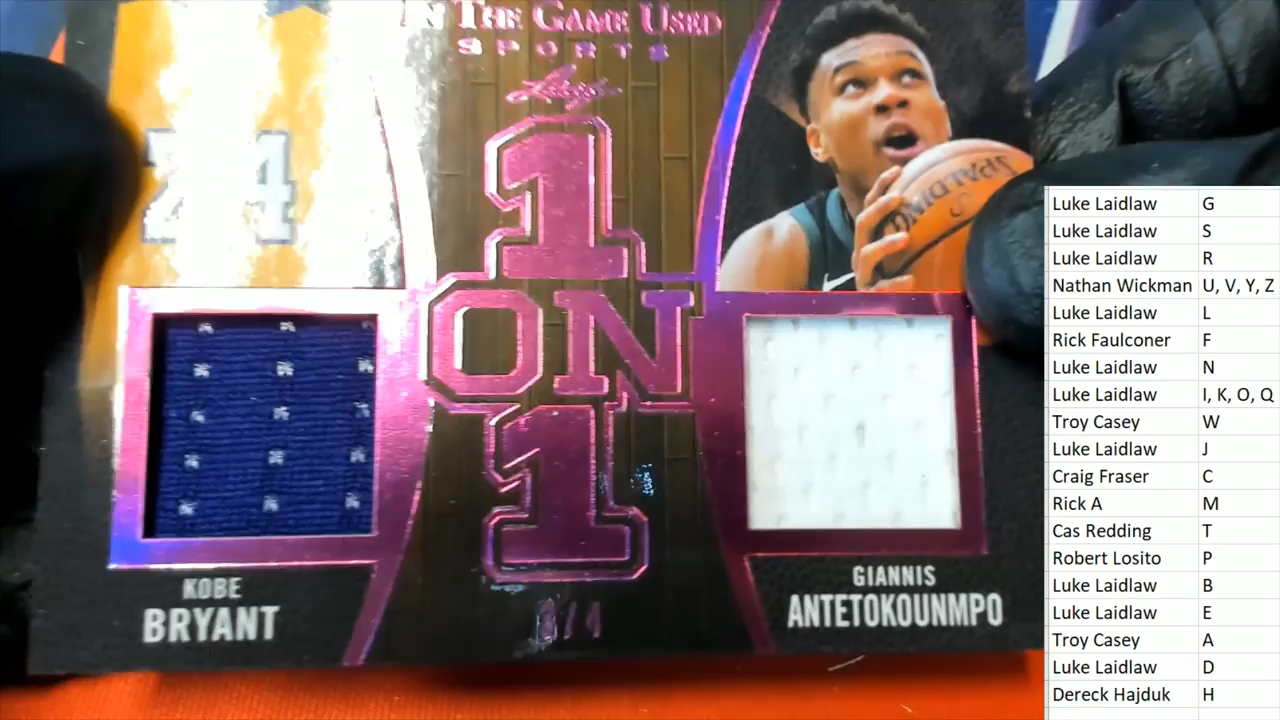 IN THE GAME USED
SPORTS
Leaf
1
ON
1
24
SPALDING
KOBE
BRYANT
GIANNIS
ANTETOKOUNMPO
Luke Laidlaw G
Luke Laidlaw S
Luke Laidlaw R
Nathan Wickman U, V, Y, Z
Luke Laidlaw L
Rick Faulconer F
Luke Laidlaw N
Luke Laidlaw I, K, O, Q
Troy Casey W
Luke Laidlaw J
Craig Fraser C
Rick A M
Cas Redding T
Robert Losito P
Luke Laidlaw B
Luke Laidlaw E
Troy Casey A
Luke Laidlaw D
Dereck Hajduk H